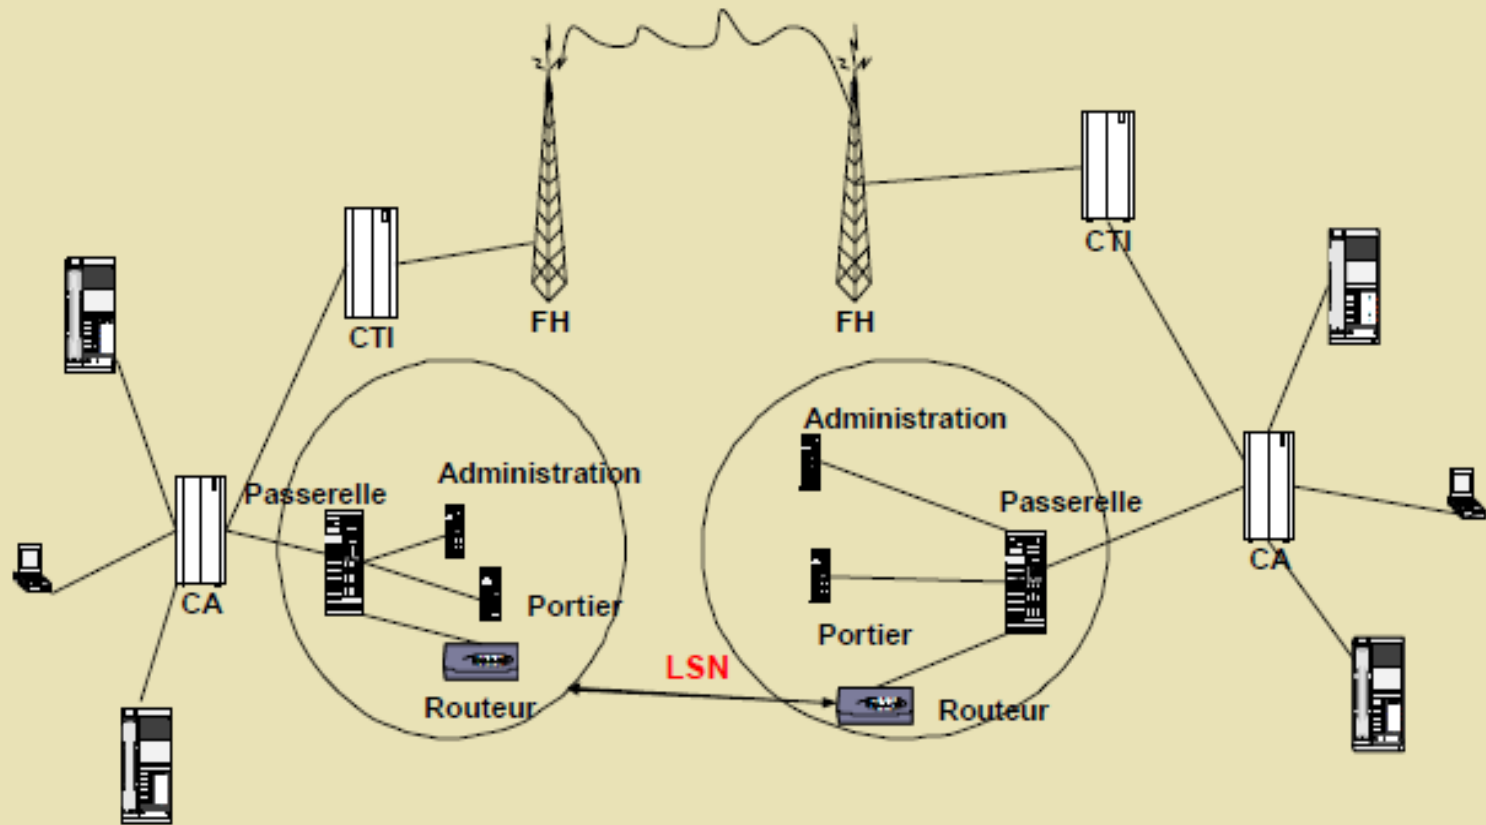 FH
FH
CTI
CTI
Administration
Passerelle
Portier
Routeur
CA
LSN
Administration
Passerelle
Portier
Routeur
CA